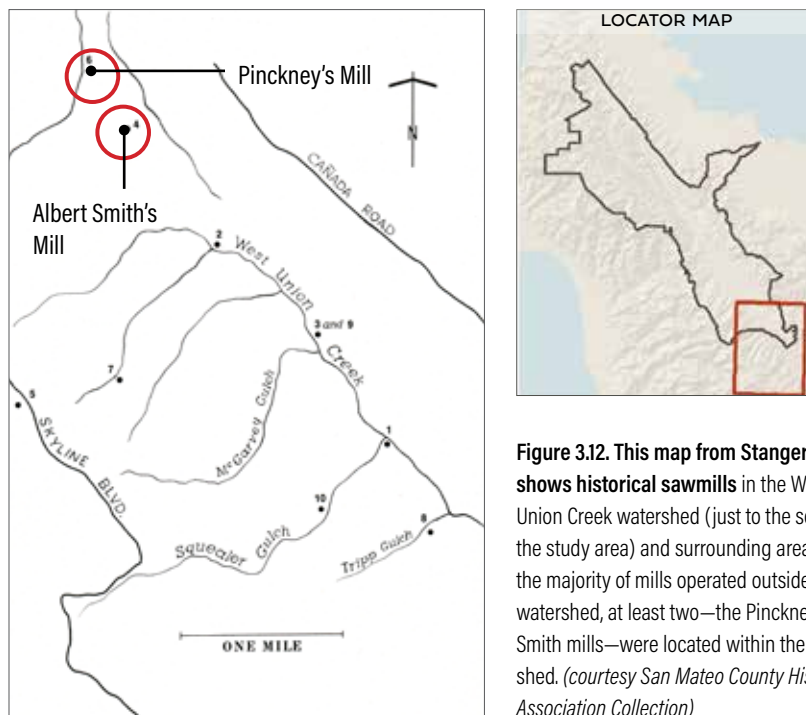 LOCATOR MAP
6
Pinckney's Mill
4
N
CAÑADA ROAD
Albert Smith's
Mill
2
West Union Creek
3 and 9
7
5
SKYLINE BLVD.
McGarvey Gulch
1
10
8
Squealer Gulch
Tripp Gulch
ONE MILE
Figure 3.12. This map from Stanger
shows historical sawmills in the W
Union Creek watershed (just to the s
the study area) and surrounding area
the majority of mills operated outside
watershed, at least two—the Pinckne
Smith mills—were located within the
shed. (courtesy San Mateo County His
Association Collection)